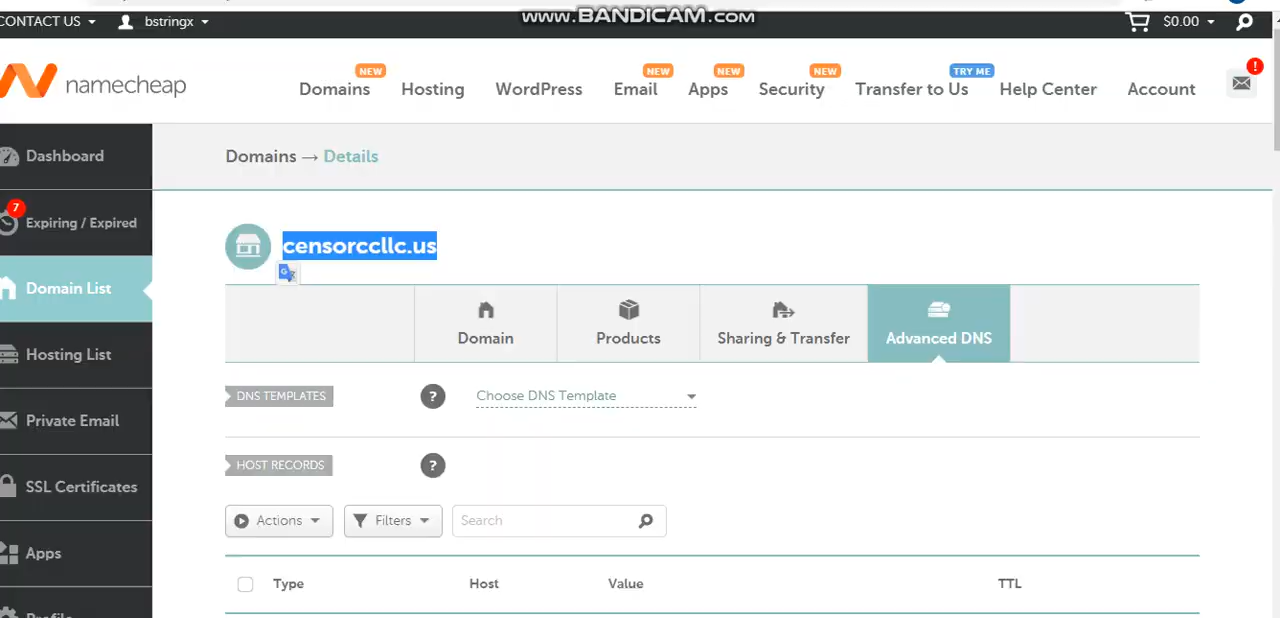 CONTACT US
bstringx
www.BANDICAM.com
$0.00
namecheap
NEW
Domains
Hosting
WordPress
NEW
Email
NEW
Apps
NEW
Security
TRY ME
Transfer to Us
Help Center
Account
!
Dashboard
7
Expiring / Expired
Domain List
Hosting List
Private Email
SSL Certificates
Apps
Domains → Details
censorccllc.us
Domain
Products
Sharing & Transfer
Advanced DNS
DNS TEMPLATES
?
Choose DNS Template
HOST RECORDS
?
Actions
Filters
Search
Type
Host
Value
TTL